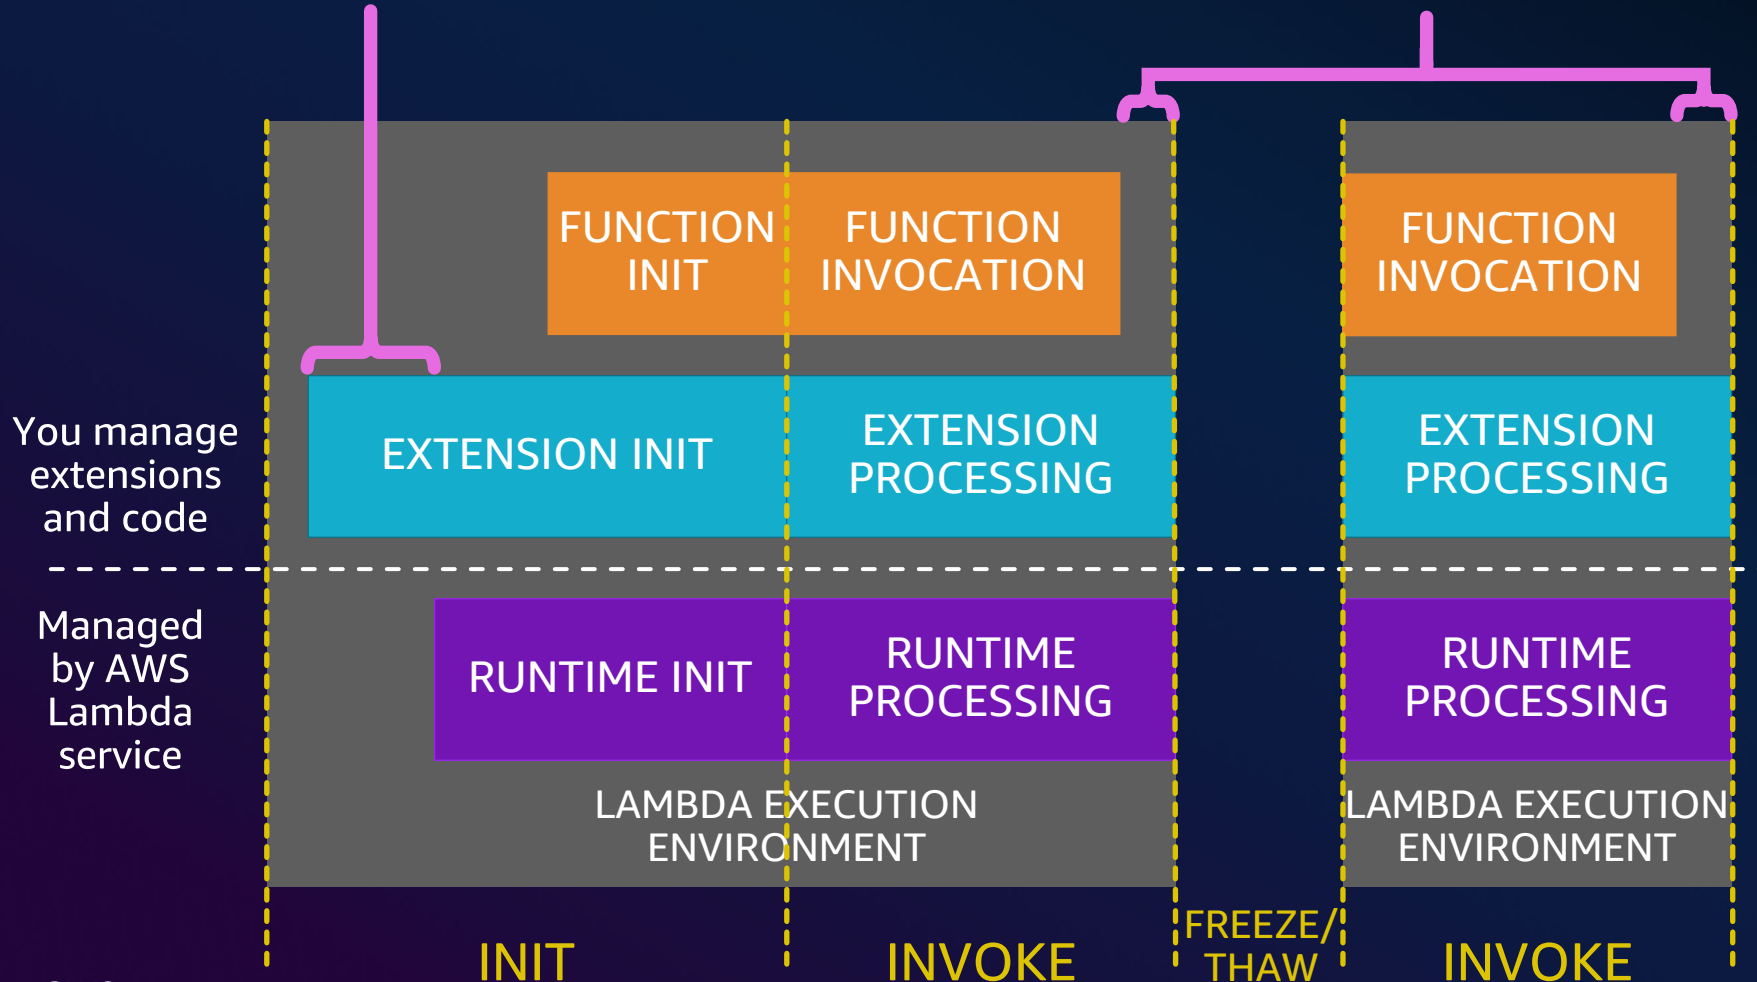 FUNCTION
INIT
FUNCTION
INVOCATION
FUNCTION
INVOCATION
You manage
extensions
and code
EXTENSION INIT
EXTENSION
PROCESSING
EXTENSION
PROCESSING
Managed
by AWS
Lambda
service
RUNTIME INIT
RUNTIME
PROCESSING
RUNTIME
PROCESSING
LAMBDA EXECUTION
ENVIRONMENT
LAMBDA EXECUTION
ENVIRONMENT
INIT
INVOKE
FREEZE/
THAW
INVOKE